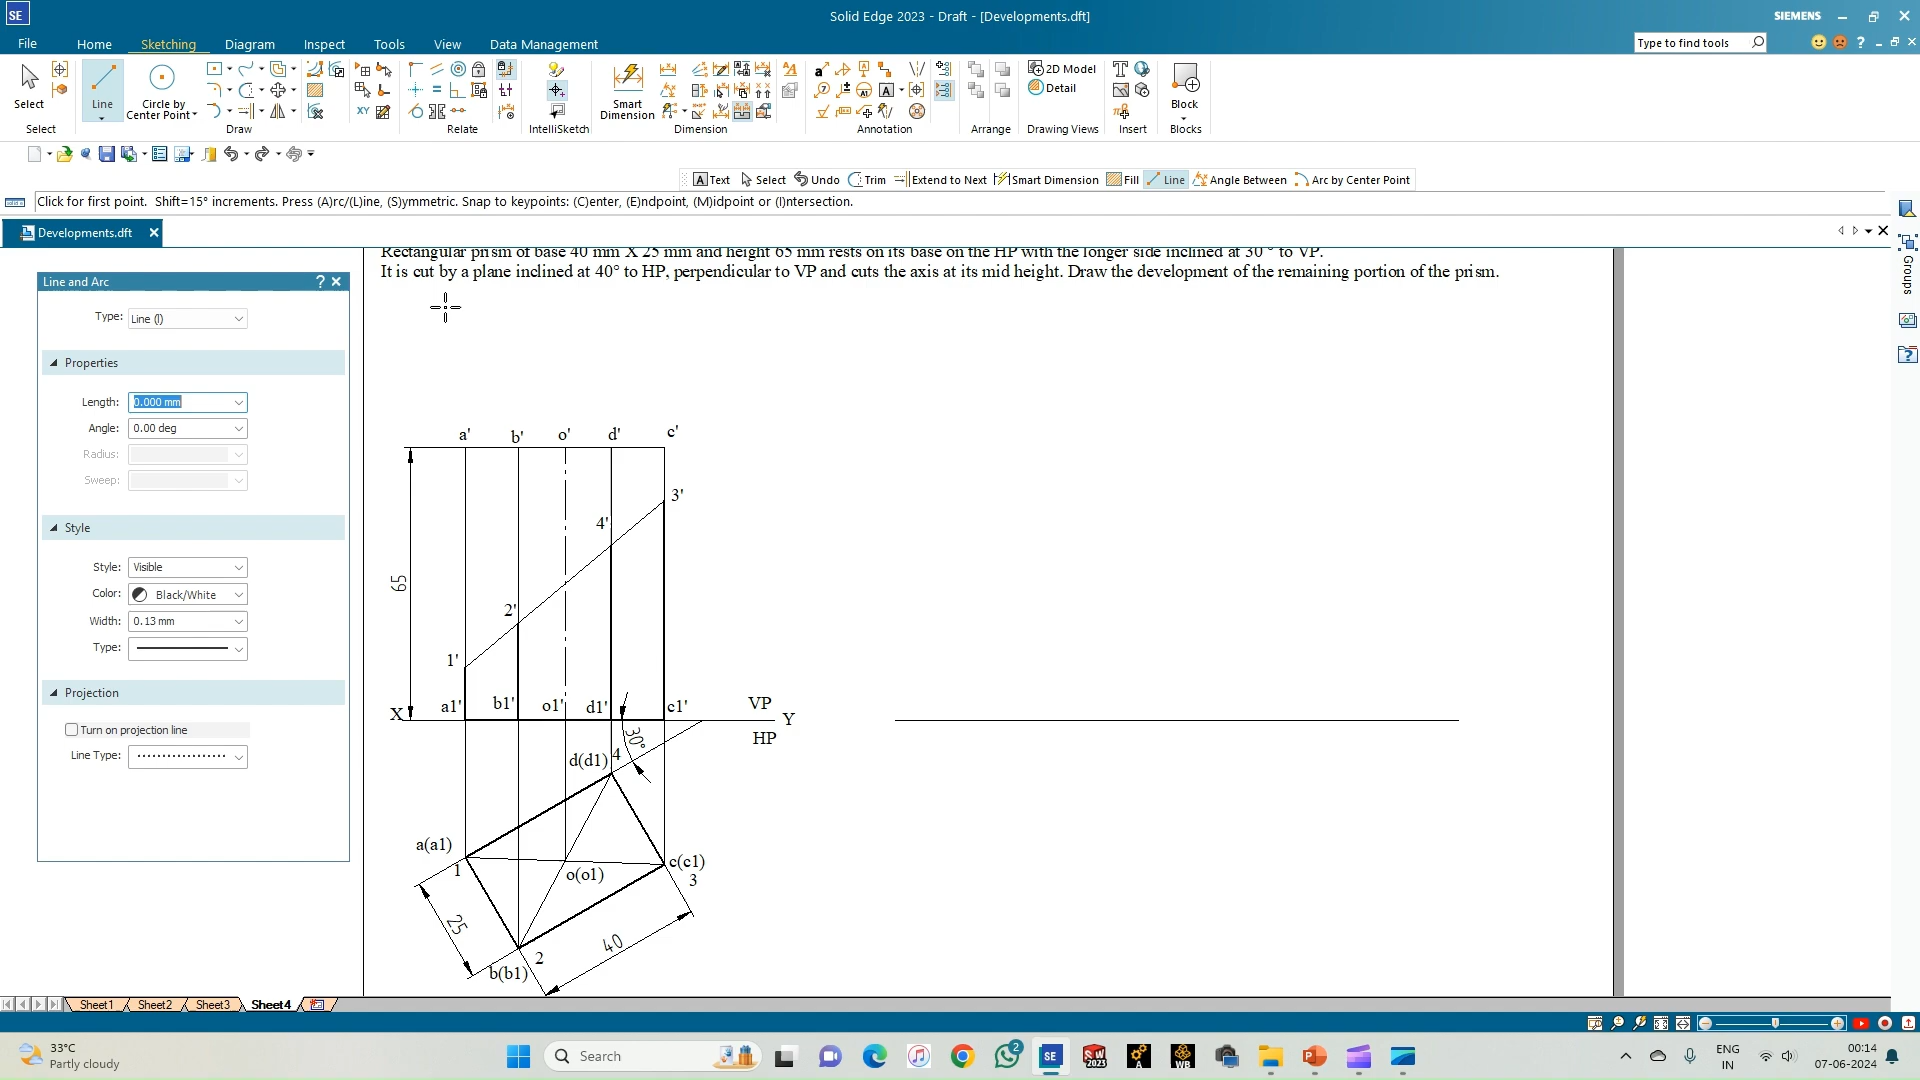 SE
Solid Edge 2023 - Draft - [Developments.dft]
SIEMENS
File Home Sketching Diagram Inspect Tools View Data Management
Type to find tools
Select
Line
Circle by
Center Point
Smart
Dimension
2D Model
Detail
Block
Select Draw Relate IntelliSketch Dimension Annotation Arrange Drawing Views Insert Blocks
Text Select Undo Trim Extend to Next Smart Dimension Fill Line Angle Between Arc by Center Point
Click for first point. Shift=15° increments. Press (A)rc/(L)ine, (S)ymmetric. Snap to keypoints: (C)enter, (E)ndpoint, (M)idpoint or (I)ntersection.
Developments.dft
Groups
Rectangular prism of base 40 mm X 25 mm and height 65 mm rests on its base on the HP with the longer side inclined at 30 ° to VP.
It is cut by a plane inclined at 40° to HP, perpendicular to VP and cuts the axis at its mid height. Draw the development of the remaining portion of the prism.
Line and Arc
Type: Line (l)
Properties
Length: 0.000 mm
Angle: 0.00 deg
Radius:
Sweep:
Style
Style: Visible
Color: Black/White
Width: 0.13 mm
Type:
Projection
Turn on projection line
Line Type:
a' b' o' d' c'
3'
4'
65
2'
1'
a1' b1' o1' d1' c1' VP
X Y
30° HP
d(d1) 4
a(a1)
1
o(o1)
c(c1)
3
25
40
2
b(b1)
Sheet1 Sheet2 Sheet3 Sheet4
33°C
Partly cloudy
Search
2
SE
SW
2023
A
WB
ENG
IN
00:14
07-06-2024